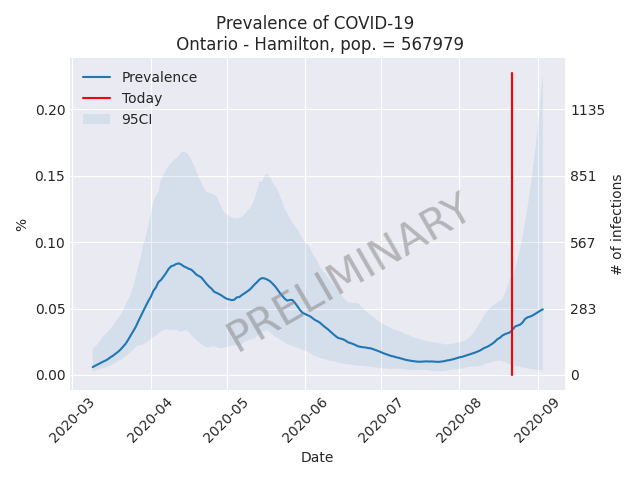 Prevalence of COVID-19
Ontario - Hamilton, pop. = 567979
Prevalence
Today
95CI
0.20
0.15
0.10
0.05
0.00
%
1135
851
567
283
0
# of infections
PRELIMINARY
2020-03
2020-04
2020-05
2020-06
2020-07
2020-08
2020-09
Date